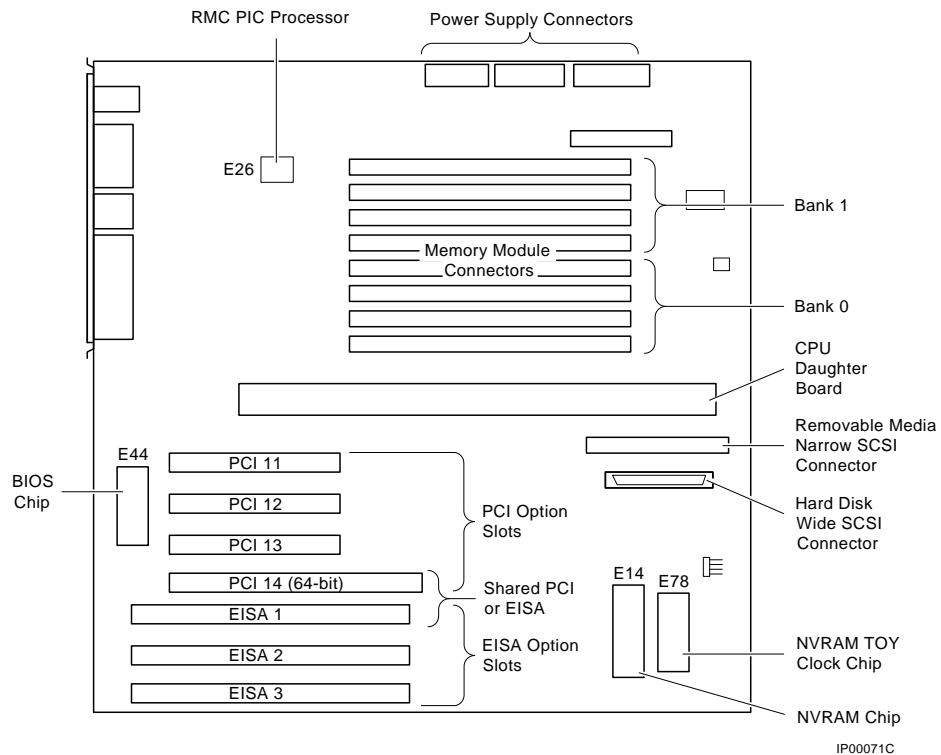 RMC PIC Processor
Power Supply Connectors
E26
Bank 1
Memory Module
Connectors
Bank 0
CPU
Daughter
Board
Removable Media
Narrow SCSI
Connector
Hard Disk
Wide SCSI
Connector
E44
BIOS
Chip
PCI 11
PCI 12
PCI 13
PCI 14 (64-bit)
EISA 1
EISA 2
EISA 3
PCI Option
Slots
Shared PCI
or EISA
EISA Option
Slots
E14
E78
NVRAM TOY
Clock Chip
NVRAM Chip
IP00071C